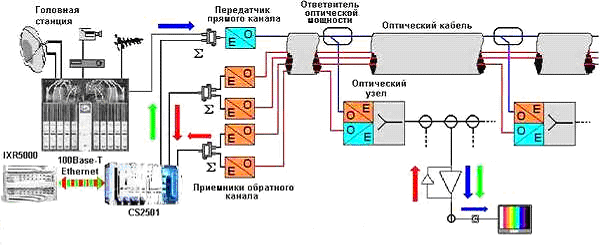 Головная
станция
Передатчик
прямого канала
Ответвитель
оптической
мощности
Оптический кабель
Σ
E
O
Σ
E
O
E
O
Оптический
узел
O
E
O
E
O
E
O
E
O
E
E
O
Σ
IXR5000
100Base-T
Ethernet
CS2501
Приемники обратного
канала